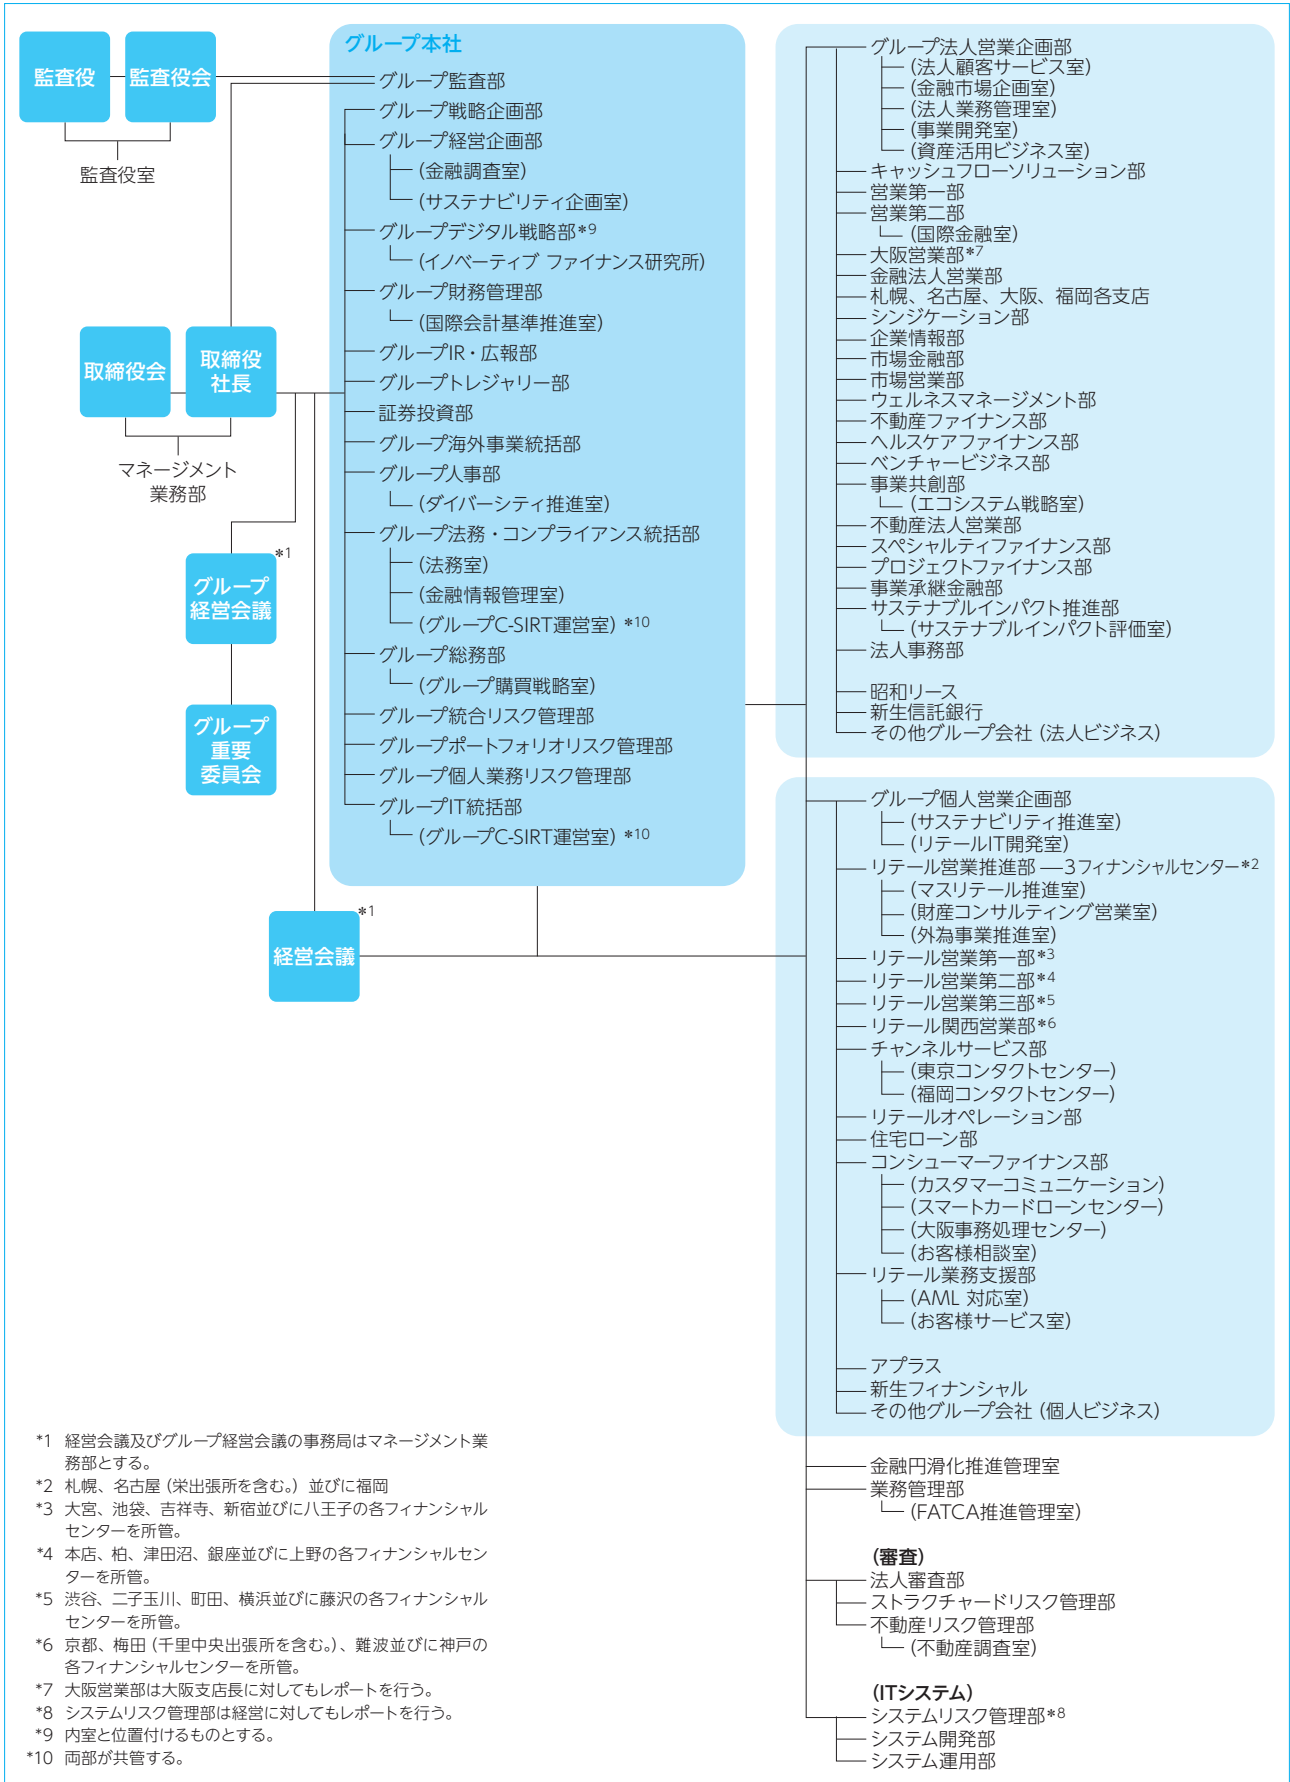 監査役
監査役会
監査役室
取締役会
取締役
社長
マネージメント
業務部
*1
グループ
経営会議
グループ
重要
委員会
*1
経営会議
グループ本社
グループ監査部
グループ戦略企画部
グループ経営企画部
(金融調査室)
(サステナビリティ企画室)
グループデジタル戦略部*9
(イノベーティブ ファイナンス研究所)
グループ財務管理部
(国際会計基準推進室)
グループIR・広報部
グループトレジャリー部
証券投資部
グループ海外事業統括部
グループ人事部
(ダイバーシティ推進室)
グループ法務・コンプライアンス統括部
(法務室)
(金融情報管理室)
(グループC-SIRT運営室) *10
グループ総務部
(グループ購買戦略室)
グループ統合リスク管理部
グループポートフォリオリスク管理部
グループ個人業務リスク管理部
グループIT統括部
(グループC-SIRT運営室) *10
グループ法人営業企画部
(法人顧客サービス室)
(金融市場企画室)
(法人業務管理室)
(事業開発室)
(資産活用ビジネス室)
キャッシュフローソリューション部
営業第一部
営業第二部
(国際金融室)
大阪営業部*7
金融法人営業部
札幌、名古屋、大阪、福岡各支店
シンジケーション部
企業情報部
市場金融部
市場営業部
ウェルネスマネージメント部
不動産ファイナンス部
ヘルスケアファイナンス部
ベンチャービジネス部
事業共創部
(エコシステム戦略室)
不動産法人営業部
スペシャルティファイナンス部
プロジェクトファイナンス部
事業承継金融部
サステナブルインパクト推進部
(サステナブルインパクト評価室)
法人事務部
昭和リース
新生信託銀行
その他グループ会社 (法人ビジネス)
グループ個人営業企画部
(サステナビリティ推進室)
(リテールIT開発室)
リテール営業推進部 ― 3フィナンシャルセンター*2
(マスリテール推進室)
(財産コンサルティング営業室)
(外為事業推進室)
リテール営業第一部*3
リテール営業第二部*4
リテール営業第三部*5
リテール関西営業部*6
チャンネルサービス部
(東京コンタクトセンター)
(福岡コンタクトセンター)
リテールオペレーション部
住宅ローン部
コンシューマーファイナンス部
(カスタマーコミュニケーション)
(スマートカードローンセンター)
(大阪事務処理センター)
(お客様相談室)
リテール業務支援部
(AML 対応室)
(お客様サービス室)
アプラス
新生フィナンシャル
その他グループ会社 (個人ビジネス)
金融円滑化推進管理室
業務管理部
(FATCA推進管理室)
(審査)
法人審査部
ストラクチャードリスク管理部
不動産リスク管理部
(不動産調査室)
(ITシステム)
システムリスク管理部*8
システム開発部
システム運用部
*1 経営会議及びグループ経営会議の事務局はマネージメント業
務部とする。
*2 札幌、名古屋 (栄出張所を含む。) 並びに福岡
*3 大宮、池袋、吉祥寺、新宿並びに八王子の各フィナンシャル
センターを所管。
*4 本店、柏、津田沼、銀座並びに上野の各フィナンシャルセン
ターを所管。
*5 渋谷、二子玉川、町田、横浜並びに藤沢の各フィナンシャル
センターを所管。
*6 京都、梅田 (千里中央出張所を含む。)、難波並びに神戸の
各フィナンシャルセンターを所管。
*7 大阪営業部は大阪支店長に対してもレポートを行う。
*8 システムリスク管理部は経営に対してもレポートを行う。
*9 内室と位置付けるものとする。
*10 両部が共管する。